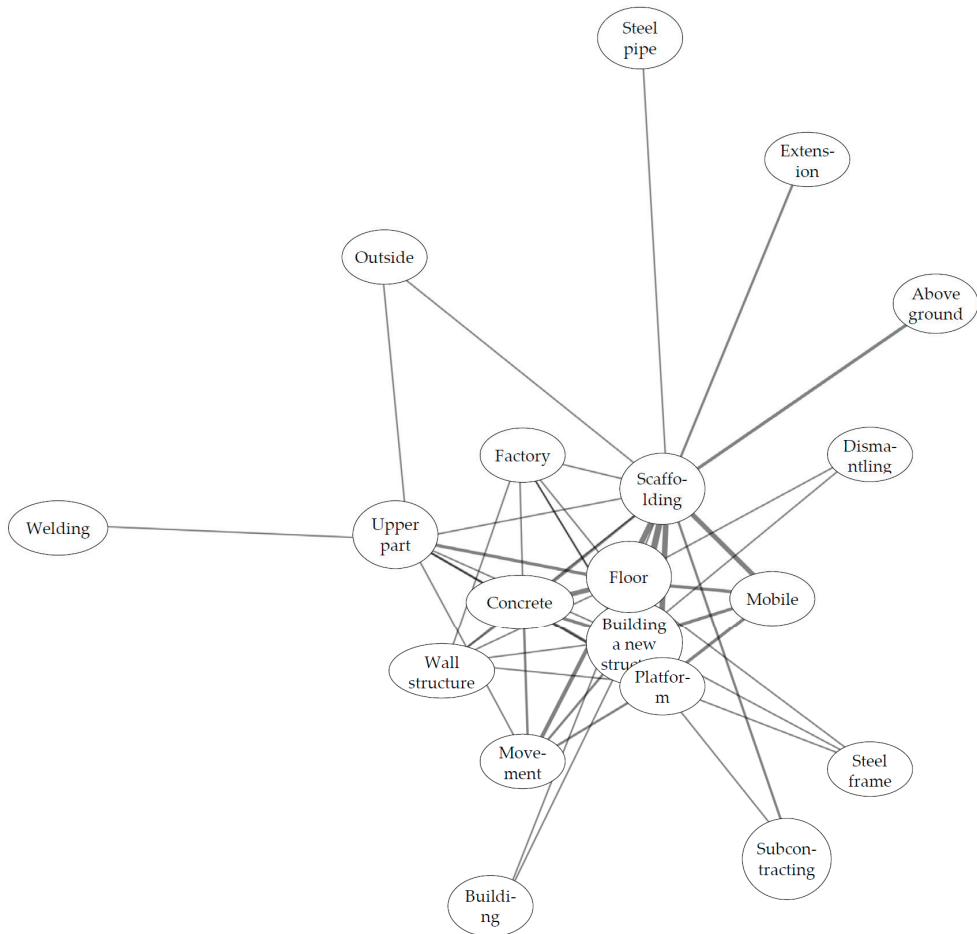 Steel
pipe
Extens-
ion
Outside
Above
ground
Factory
Disma-
ntling
Scaffo-
lding
Welding
Upper
part
Floor
Concrete
Mobile
Building
a new
structu
Wall
structure
Platfor-
m
Move-
ment
Steel
frame
Subcon-
tracting
Buildi-
ng